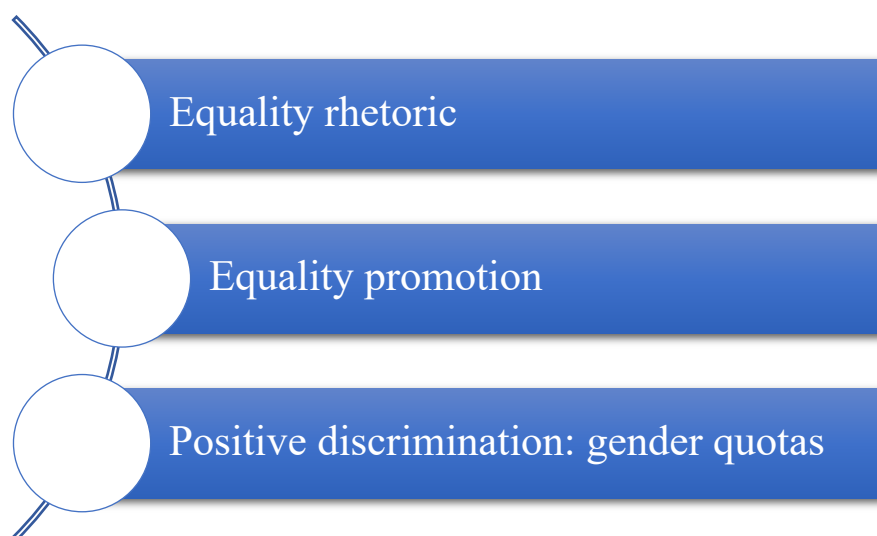 Equality rhetoric
Equality promotion
Positive discrimination: gender quotas